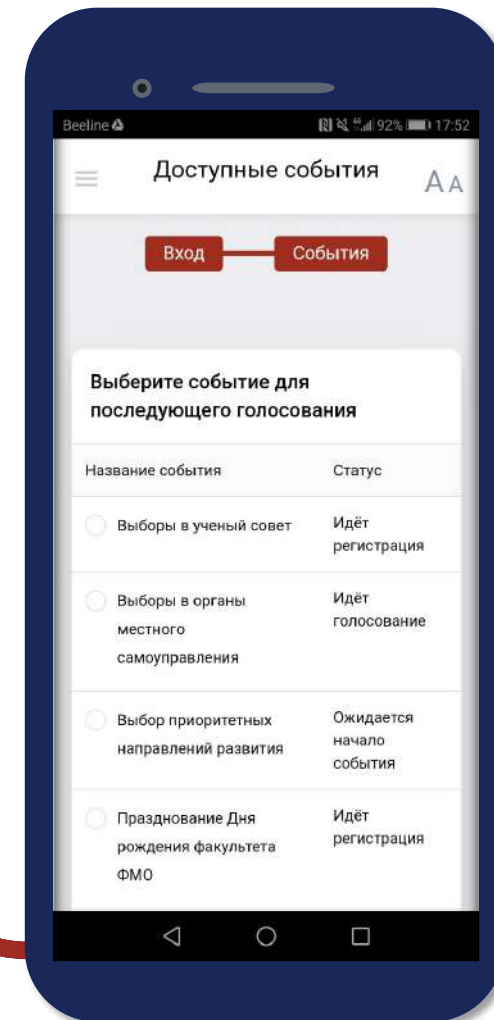 Beeline 92% 17:52
Доступные события AA
Вход События
Выберите событие для
последующего голосования
Название события Статус
Выборы в ученый совет Идёт
регистрация
Выборы в органы
местного
самоуправления
Идёт
голосование
Выбор приоритетных
направлений развития
Ожидается
начало
события
Празднование Дня
рождения факультета
ФМО
Идёт
регистрация